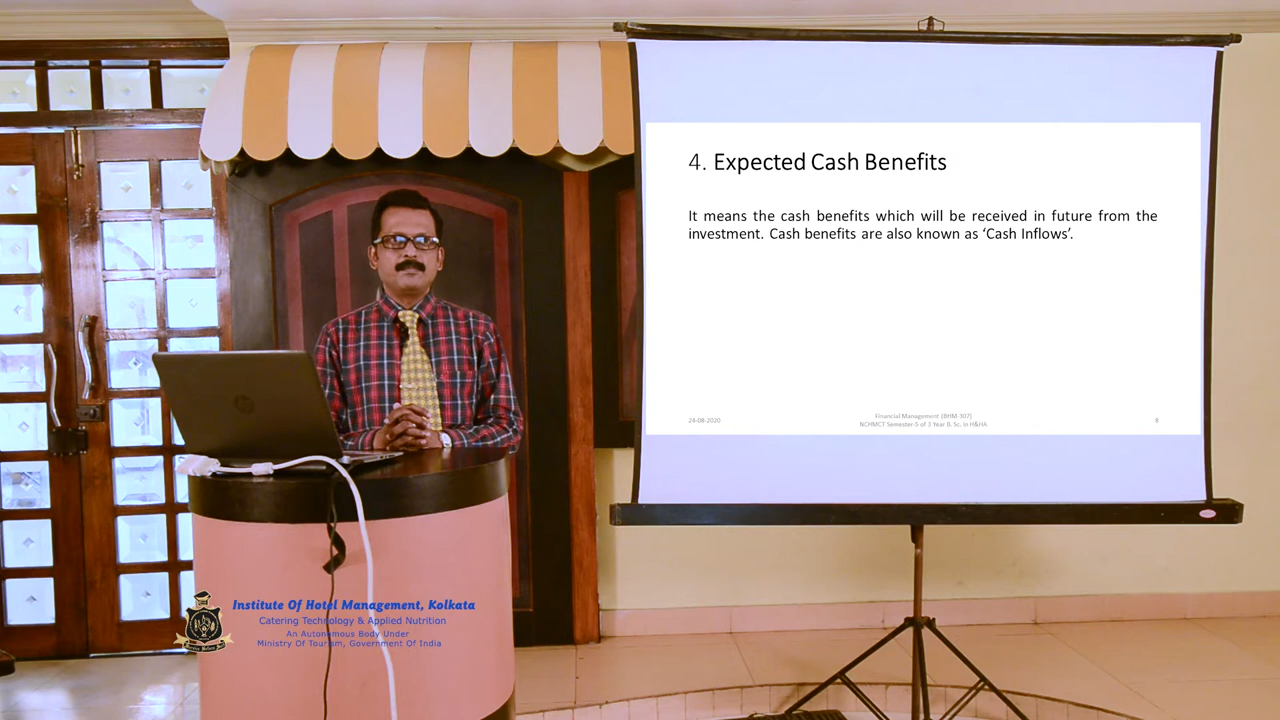 4. Expected Cash Benefits
It means the cash benefits which will be received in future from the
investment. Cash benefits are also known as ‘Cash Inflows’.
24-08-2020
Financial Management [BHM-307]
NCHMCT Semester-5 of 3 Year B. Sc. in H&HA
8
Institute Of Hotel Management, Kolkata
Catering Technology & Applied Nutrition
An Autonomous Body Under
Ministry Of Tourism, Government Of India